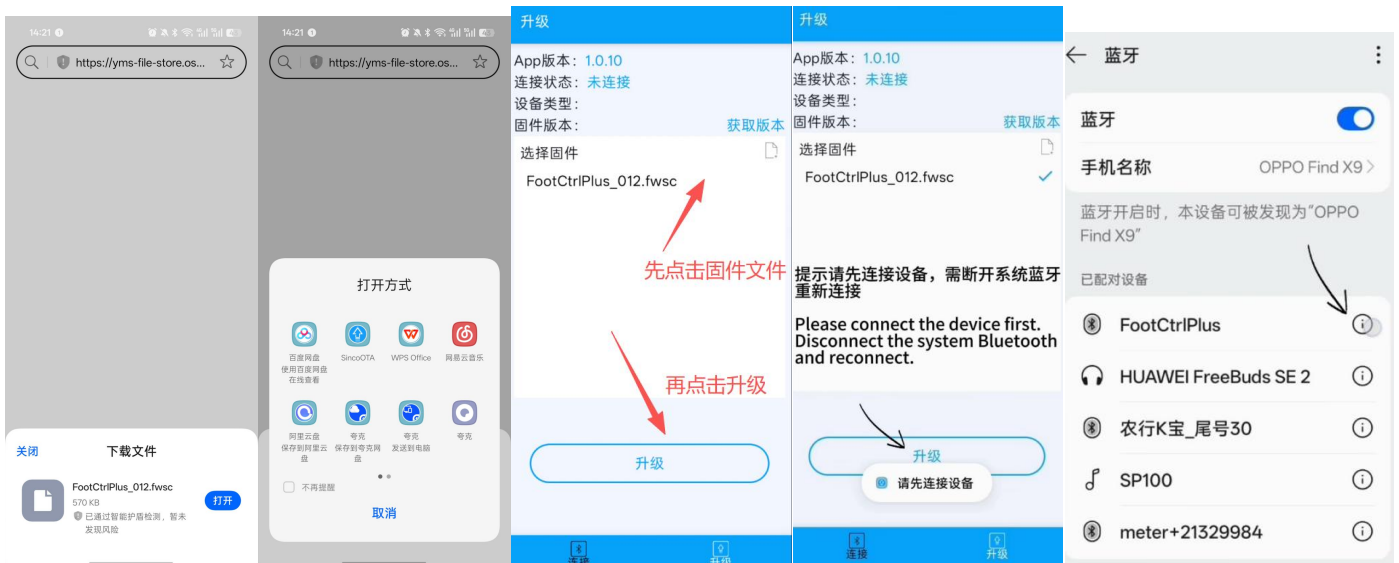 14:21
https://yms-file-store.os...
关闭
下载文件
FootCtrlPlus_012.fwsc
570 KB
已通过智能护盾检测，暂未
发现风险
打开
14:21
https://yms-file-store.os...
打开方式
百度网盘
使用百度网盘
在线查看
SincoOTA
WPS Office
网易云音乐
阿里云盘
保存到阿里云
盘
夸克
保存到夸克网
盘
夸克
发送到电脑
夸克
不再提醒
取消
升级
App版本：1.0.10
连接状态：未连接
设备类型：
固件版本：
获取版本
选择固件
FootCtrlPlus_012.fwsc
先点击固件文件
再点击升级
升级
连接
升级
升级
App版本：1.0.10
连接状态：未连接
设备类型：
固件版本：
获取版本
选择固件
FootCtrlPlus_012.fwsc
提示请先连接设备，需断开系统蓝牙
重新连接
Please connect the device first.
Disconnect the system Bluetooth
and reconnect.
升级
请先连接设备
连接
升级
蓝牙
蓝牙
手机名称
OPPO Find X9
蓝牙开启时，本设备可被发现为"OPPO
Find X9"
已配对设备
FootCtrlPlus
HUAWEI FreeBuds SE 2
农行K宝_尾号30
SP100
meter+21329984